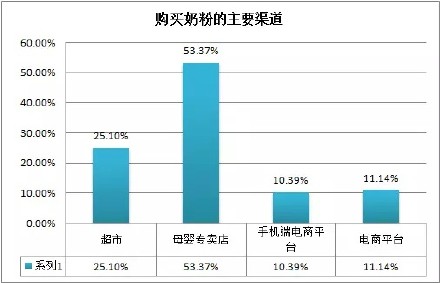 购买奶粉的主要渠道
60.00%
50.00%
40.00%
30.00%
20.00%
10.00%
0.00%
25.10%
53.37%
10.39%
11.14%
超市
母婴专卖店
手机端电商平
台
电商平台
系列1
25.10%
53.37%
10.39%
11.14%